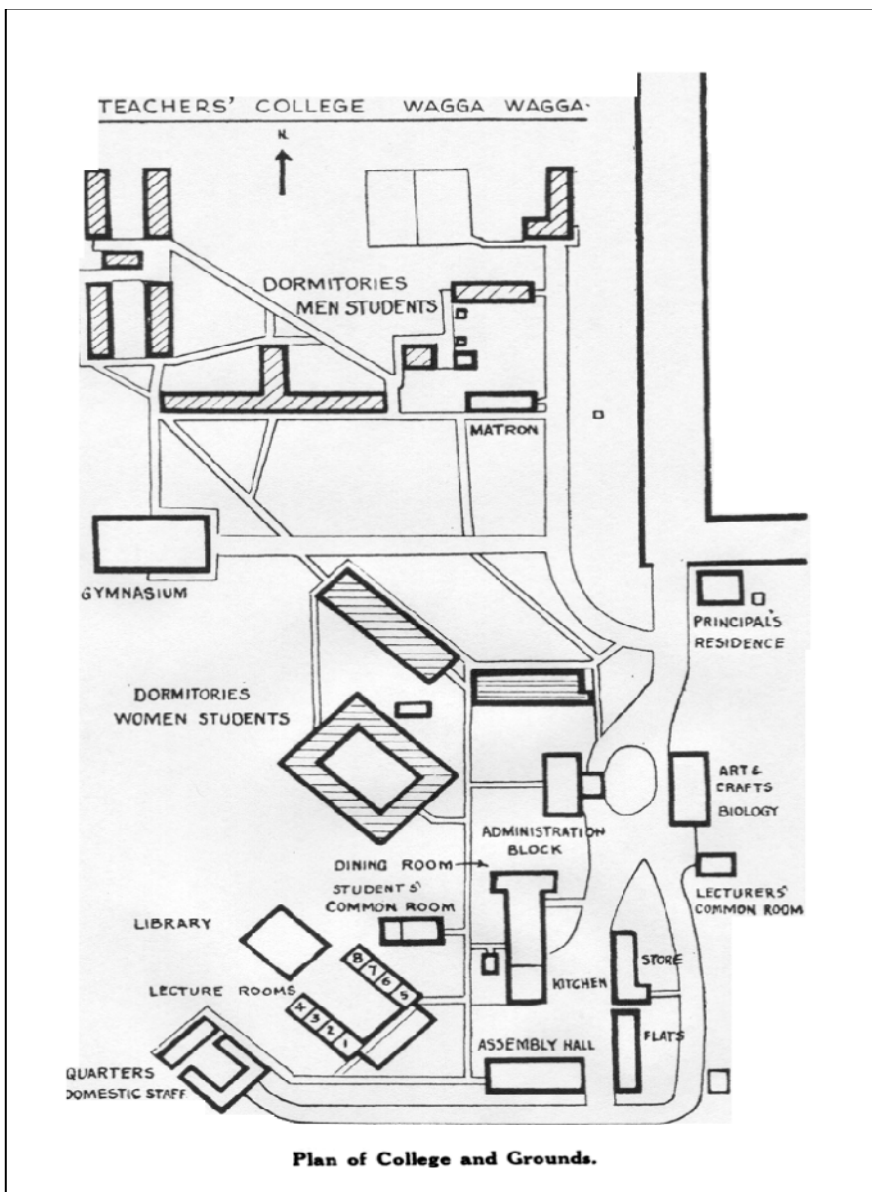 TEACHERS' COLLEGE WAGGA WAGGA.
N.
DORMITORIES
MEN STUDENTS
MATRON
GYMNASIUM
PRINCIPAL'S
RESIDENCE
DORMITORIES
WOMEN STUDENTS
ART &
CRAFTS
BIOLOGY
ADMINISTRATION
BLOCK
DINING ROOM
STUDENTS'
COMMON ROOM
LECTURERS'
COMMON ROOM
LIBRARY
STORE
8 7 6 5
LECTURE ROOMS
KITCHEN
3 2 1
ASSEMBLY HALL
FLATS
QUARTERS
DOMESTIC STAFF
Plan of College and Grounds.